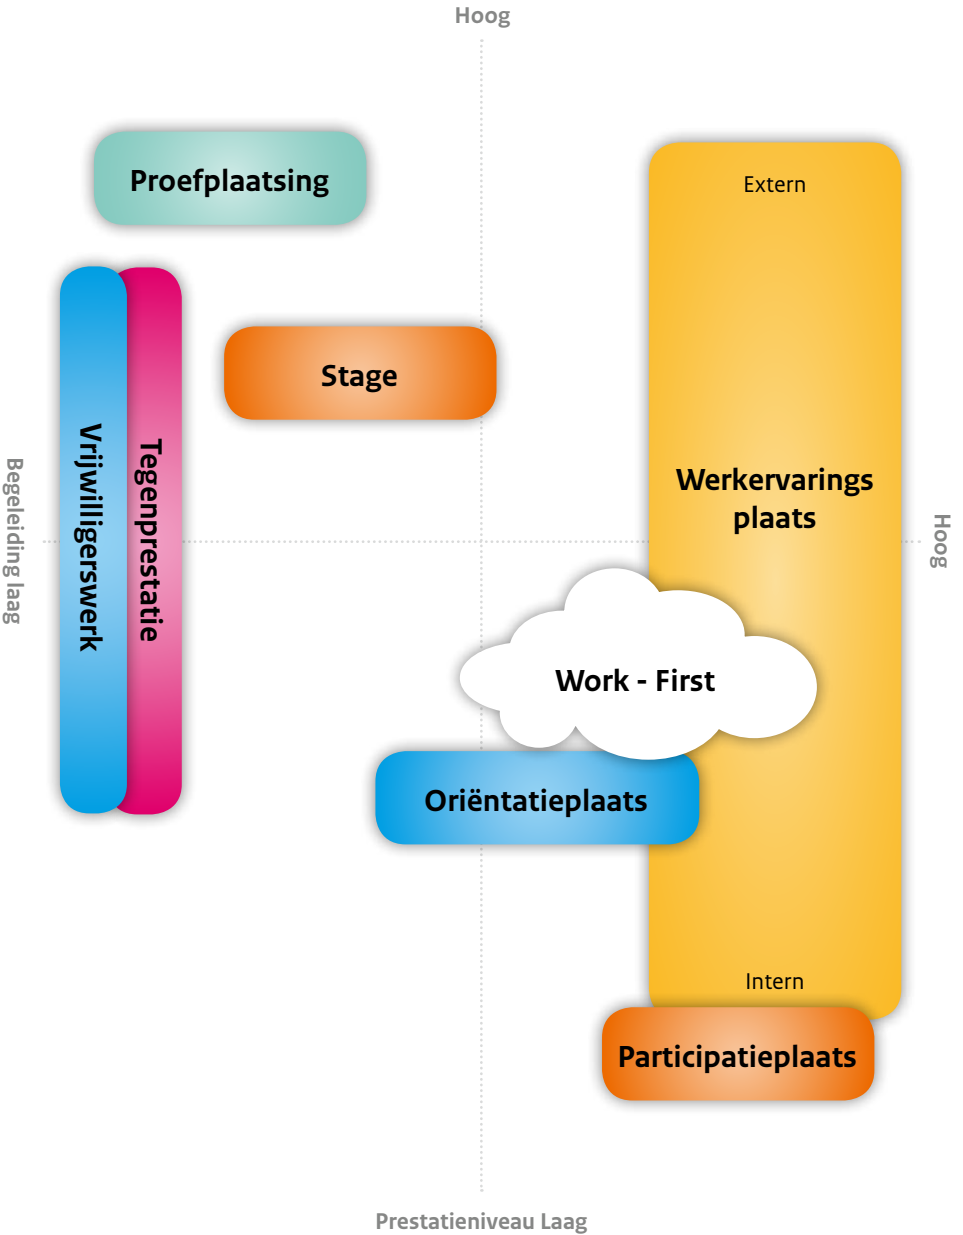 Hoog
Proefplaatsing
Extern
Stage
Vrijwilligerswerk
Tegenprestatie
Werkervarings
plaats
Begeleiding laag
Hoog
Work - First
Oriëntatieplaats
Intern
Participatieplaats
Prestatieniveau Laag